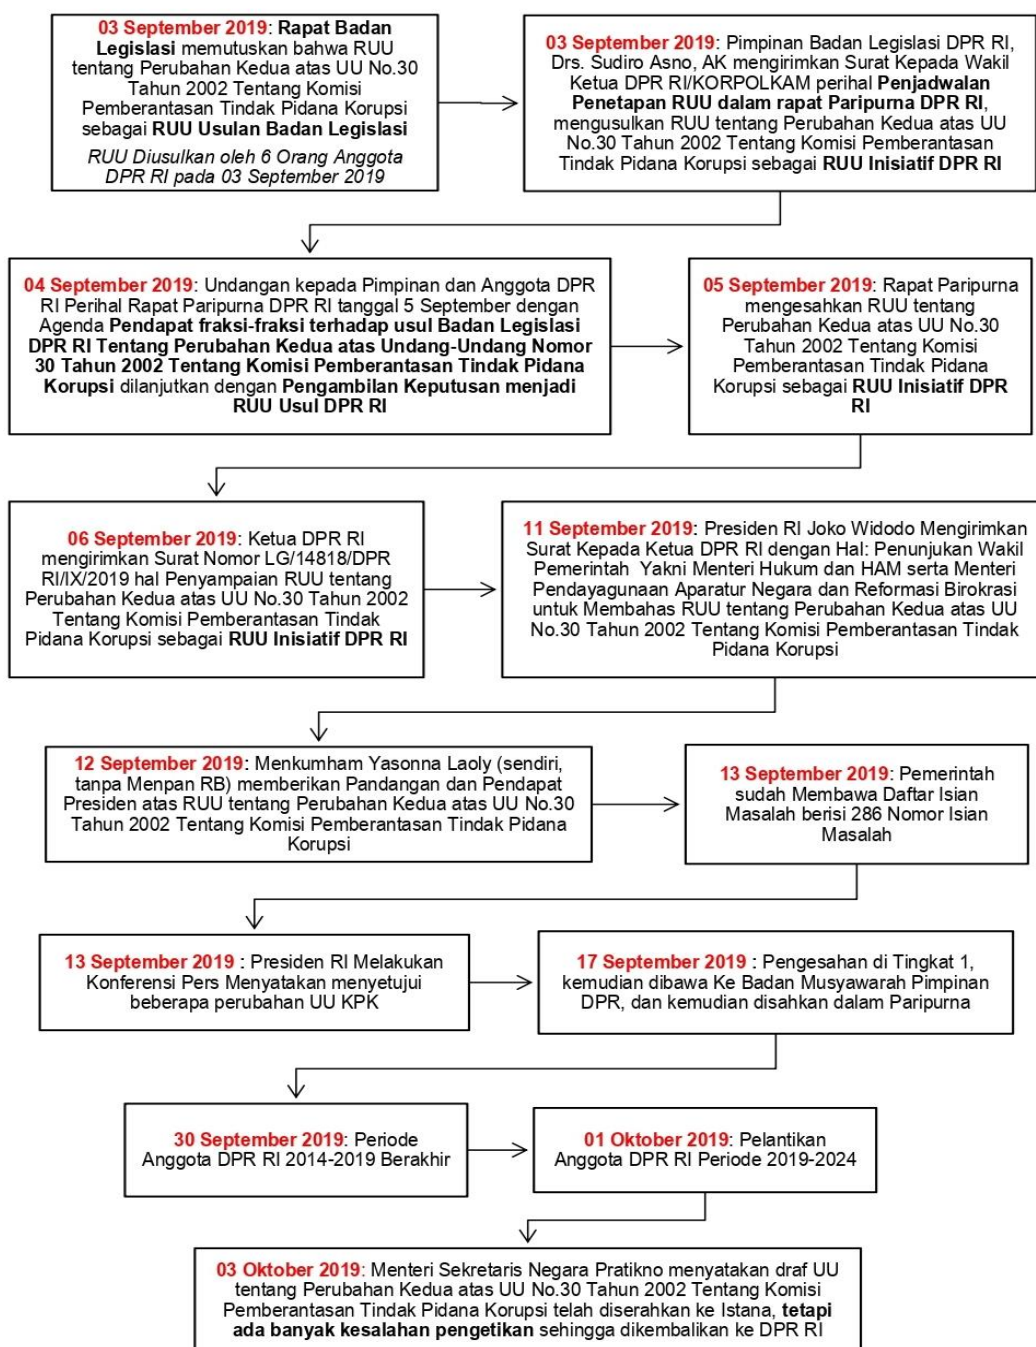 03 September 2019: Rapat Badan
Legislasi memutuskan bahwa RUU
tentang Perubahan Kedua atas UU No.30
Tahun 2002 Tentang Komisi
Pemberantasan Tindak Pidana Korupsi
sebagai RUU Usulan Badan Legislasi
RUU Diusulkan oleh 6 Orang Anggota
DPR RI pada 03 September 2019
03 September 2019: Pimpinan Badan Legislasi DPR RI,
Drs. Sudiro Asno, AK mengirimkan Surat Kepada Wakil
Ketua DPR RI/KORPOLKAM perihal Penjadwalan
Penetapan RUU dalam rapat Paripurna DPR RI,
mengusulkan RUU tentang Perubahan Kedua atas UU
No.30 Tahun 2002 Tentang Komisi Pemberantasan
Tindak Pidana Korupsi sebagai RUU Inisiatif DPR RI
04 September 2019: Undangan kepada Pimpinan dan Anggota DPR
RI Perihal Rapat Paripurna DPR RI tanggal 5 September dengan
Agenda Pendapat fraksi-fraksi terhadap usul Badan Legislasi
DPR RI Tentang Perubahan Kedua atas Undang-Undang Nomor
30 Tahun 2002 Tentang Komisi Pemberantasan Tindak Pidana
Korupsi dilanjutkan dengan Pengambilan Keputusan menjadi
RUU Usul DPR RI
05 September 2019: Rapat Paripurna
mengesahkan RUU tentang
Perubahan Kedua atas UU No.30
Tahun 2002 Tentang Komisi
Pemberantasan Tindak Pidana
Korupsi sebagai RUU Inisiatif DPR
RI
06 September 2019: Ketua DPR RI
mengirimkan Surat Nomor LG/14818/DPR
RI/IX/2019 hal Penyampaian RUU tentang
Perubahan Kedua atas UU No.30 Tahun 2002
Tentang Komisi Pemberantasan Tindak
Pidana Korupsi sebagai RUU Inisiatif DPR RI
11 September 2019: Presiden RI Joko Widodo Mengirimkan
Surat Kepada Ketua DPR RI dengan Hal: Penunjukan Wakil
Pemerintah Yakni Menteri Hukum dan HAM serta Menteri
Pendayagunaan Aparatur Negara dan Reformasi Birokrasi
untuk Membahas RUU tentang Perubahan Kedua atas UU
No.30 Tahun 2002 Tentang Komisi Pemberantasan Tindak
Pidana Korupsi
12 September 2019: Menkumham Yasonna Laoly (sendiri,
tanpa Menpan RB) memberikan Pandangan dan Pendapat
Presiden atas RUU tentang Perubahan Kedua atas UU No.30
Tahun 2002 Tentang Komisi Pemberantasan Tindak Pidana
Korupsi
13 September 2019: Pemerintah
sudah Membawa Daftar Isian
Masalah berisi 286 Nomor Isian
Masalah
13 September 2019 : Presiden RI Melakukan
Konferensi Pers Menyatakan menyetujui
beberapa perubahan UU KPK
17 September 2019 : Pengesahan di Tingkat 1,
kemudian dibawa Ke Badan Musyawarah Pimpinan
DPR, dan kemudian disahkan dalam Paripurna
30 September 2019: Periode
Anggota DPR RI 2014-2019 Berakhir
01 Oktober 2019: Pelantikan
Anggota DPR RI Periode 2019-2024
03 Oktober 2019: Menteri Sekretaris Negara Pratikno menyatakan draf UU
tentang Perubahan Kedua atas UU No.30 Tahun 2002 Tentang Komisi
Pemberantasan Tindak Pidana Korupsi telah diserahkan ke Istana, tetapi
ada banyak kesalahan pengetikan sehingga dikembalikan ke DPR RI